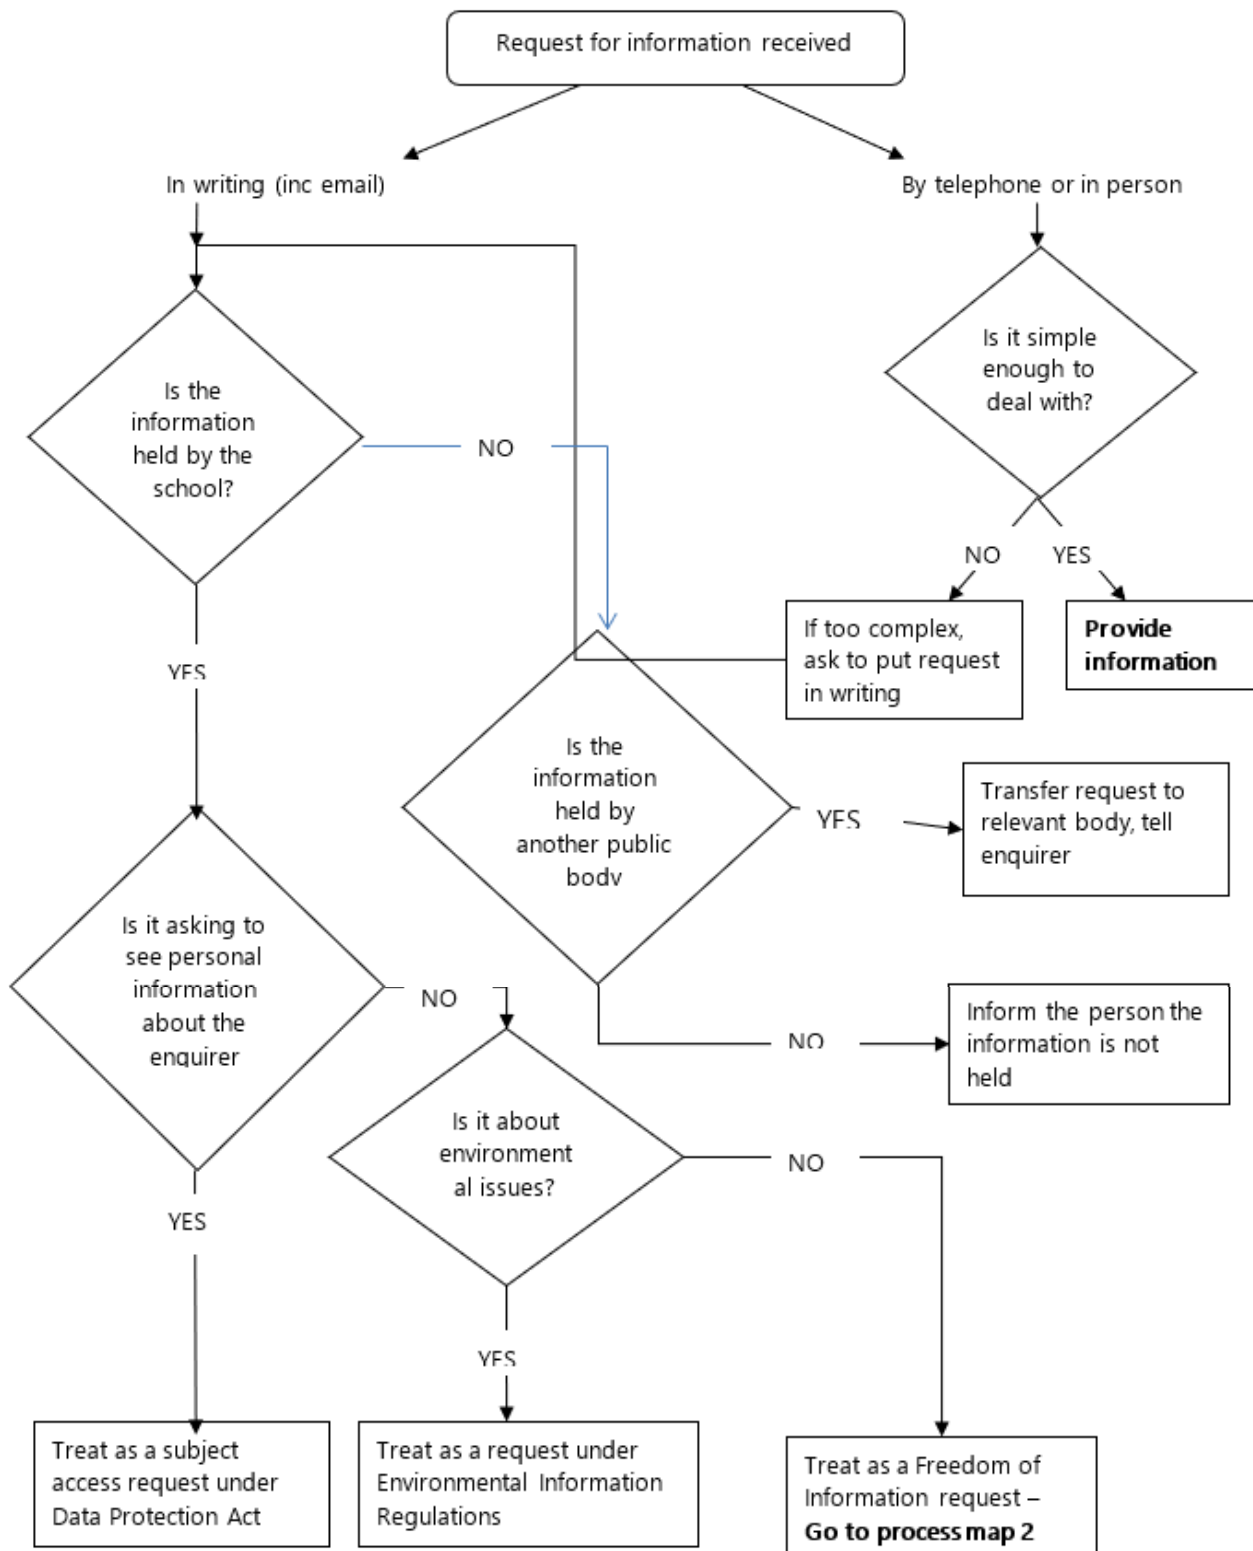 Request for information received
In writing (inc email)
By telephone or in person
Is it simple
enough to
deal with?
Is the
information
held by the
school?
NO
NO
YES
If too complex,
ask to put request
in writing
Provide
information
YES
Is the
information
held by
another public
body
YES
Transfer request to
relevant body, tell
enquirer
Is it asking to
see personal
information
about the
enquirer
NO
NO
Inform the person the
information is not
held
Is it about
environment
al issues?
NO
YES
YES
Treat as a subject
access request under
Data Protection Act
Treat as a request under
Environmental Information
Regulations
Treat as a Freedom of
Information request –
Go to process map 2